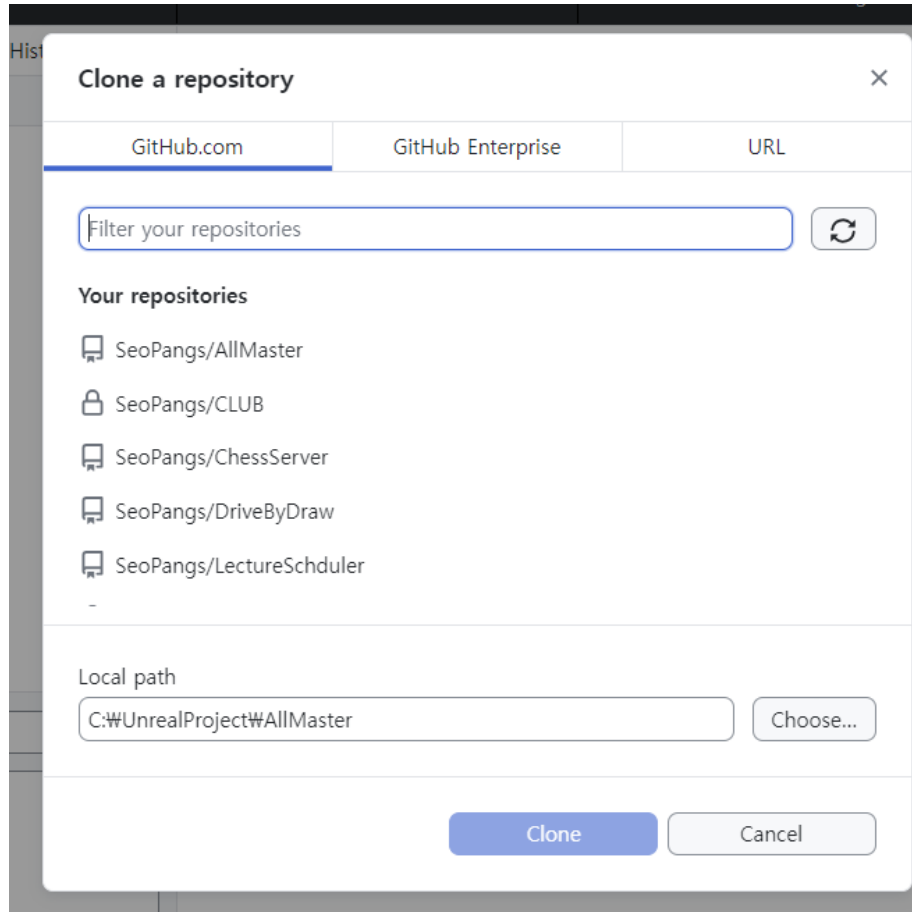 Hist
Clone a repository
GitHub.com GitHub Enterprise URL
Filter your repositories
Your repositories
SeoPangs/AllMaster
SeoPangs/CLUB
SeoPangs/ChessServer
SeoPangs/DriveByDraw
SeoPangs/LectureSchduler
Local path
C:₩UnrealProject₩AllMaster Choose...
Clone Cancel